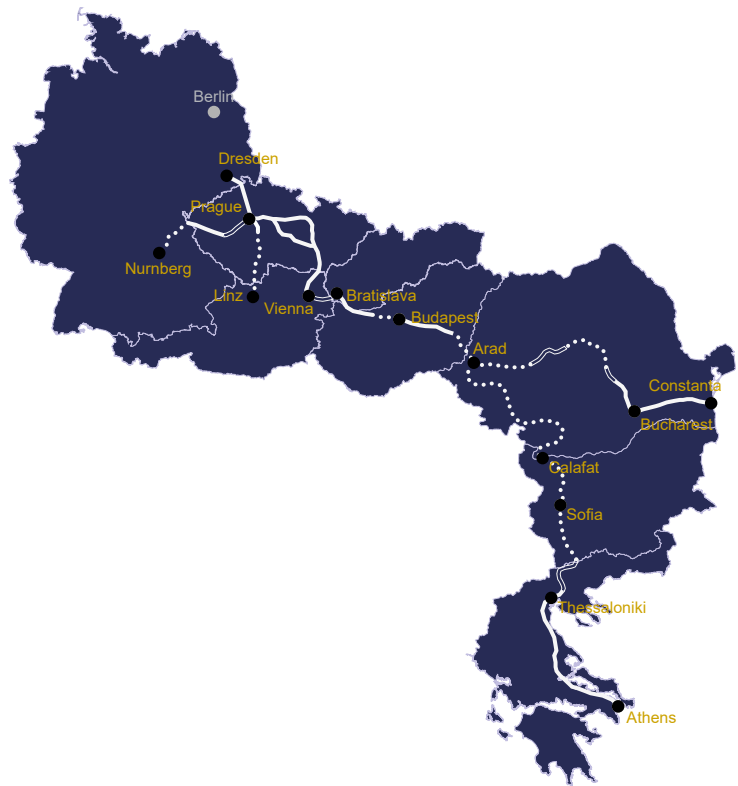 Berlin
Dresden
Prague
Nurnberg
Linz
Vienna
Bratislava
Budapest
Arad
Constanta
Bucharest
Calafat
Sofia
Thessaloniki
Athens